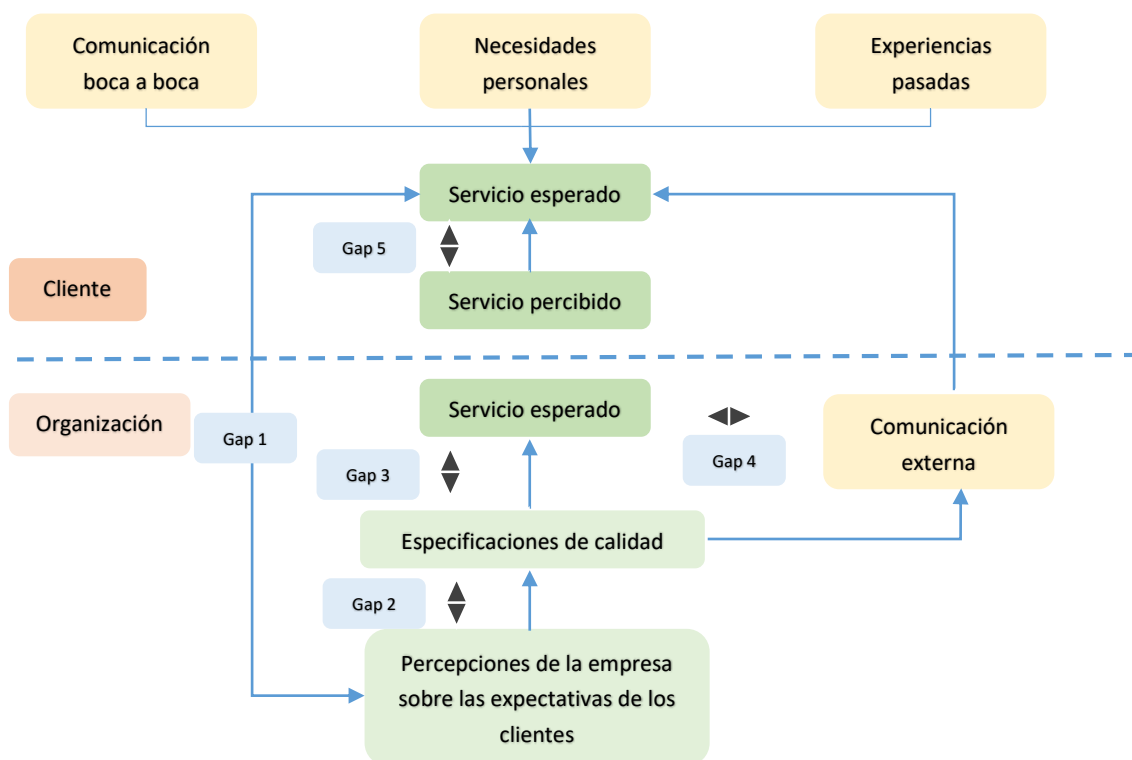 Comunicación
boca a boca
Necesidades
personales
Experiencias
pasadas
Servicio esperado
Gap 5
Servicio percibido
Cliente
Organización
Gap 1
Servicio esperado
Gap 3
Gap 4
Comunicación
externa
Especificaciones de calidad
Gap 2
Percepciones de la empresa
sobre las expectativas de los
clientes